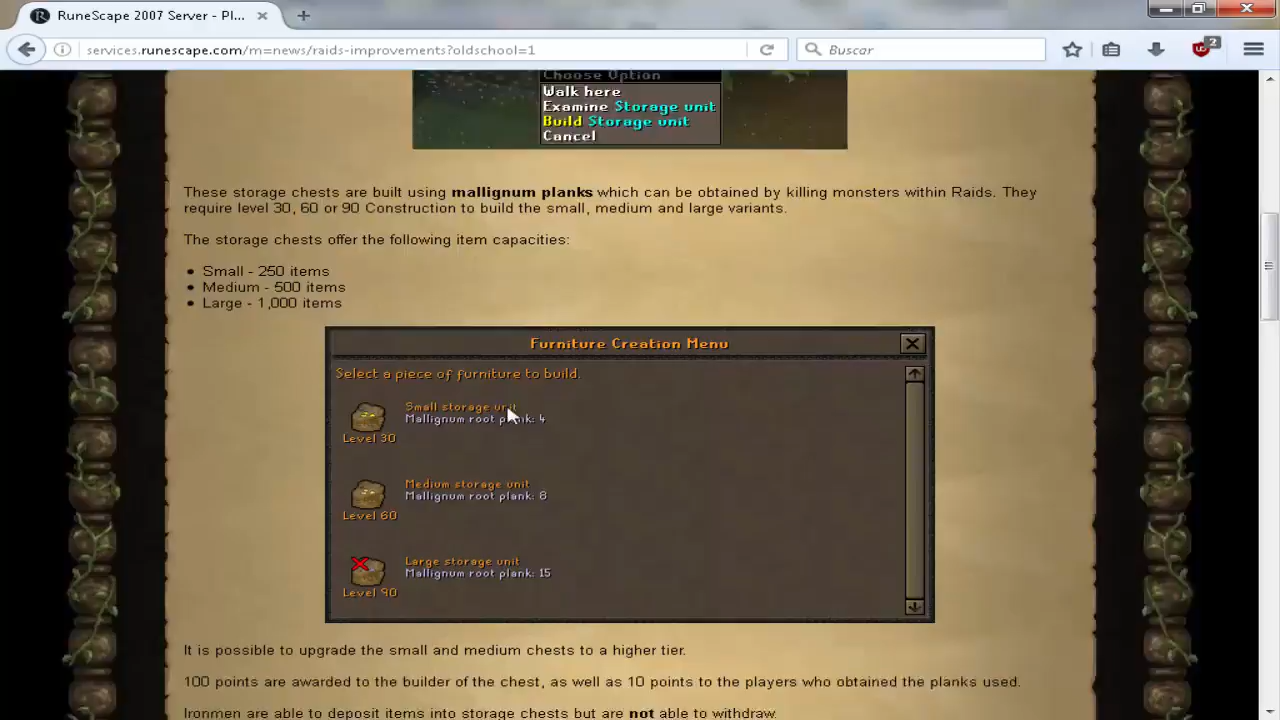 RuneScape 2007 Server - Pl...
services.runescape.com/m=news/raids-improvements?oldschool=1
Buscar
2
Choose Option
Walk here
Examine Storage unit
Build Storage unit
Cancel
These storage chests are built using mallignum planks which can be obtained by killing monsters within Raids. They
require level 30, 60 or 90 Construction to build the small, medium and large variants.
The storage chests offer the following item capacities:
Small - 250 items
Medium - 500 items
Large - 1,000 items
Furniture Creation Menu
Select a piece of furniture to build.
Small storage unit
Mallignum root plank: 4
Level 30
Medium storage unit
Mallignum root plank: 8
Level 60
Large storage unit
Mallignum root plank: 15
Level 90
It is possible to upgrade the small and medium chests to a higher tier.
100 points are awarded to the builder of the chest, as well as 10 points to the players who obtained the planks used.
Ironmen are able to deposit items into storage chests but are not able to withdraw.